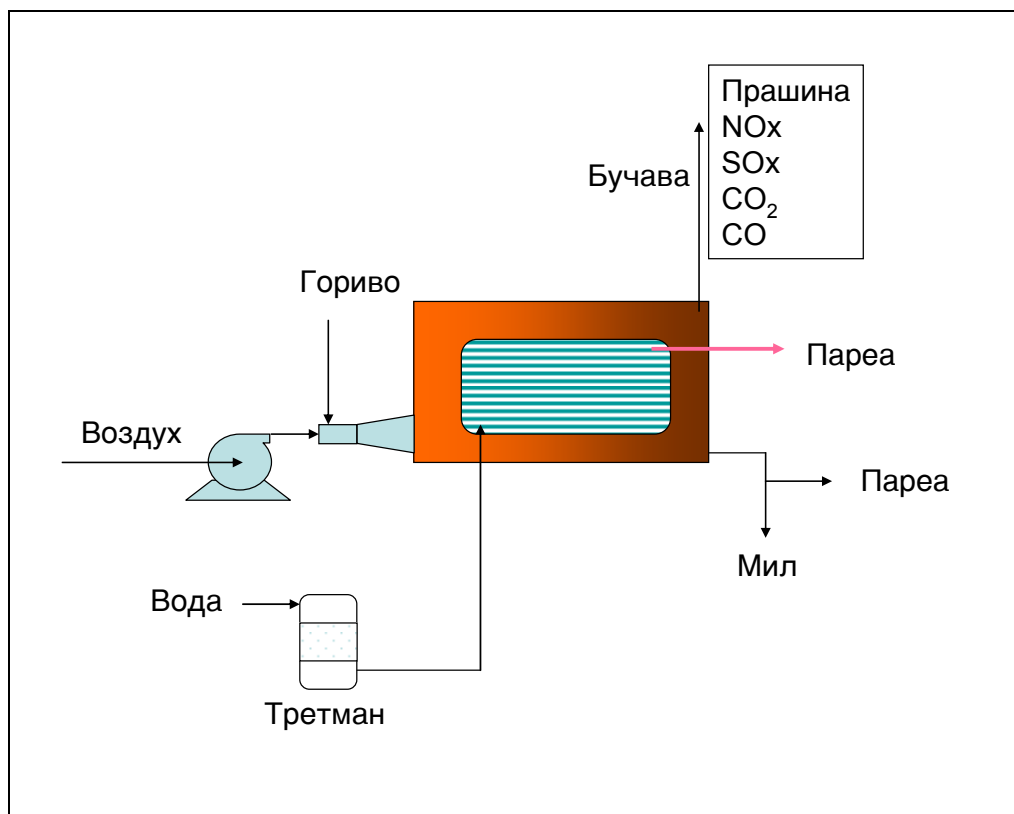 Прашина
NOx
SOx
CO₂
CO
Бучава
Гориво
Пареа
Воздух
Пареа
Мил
Вода
Третман